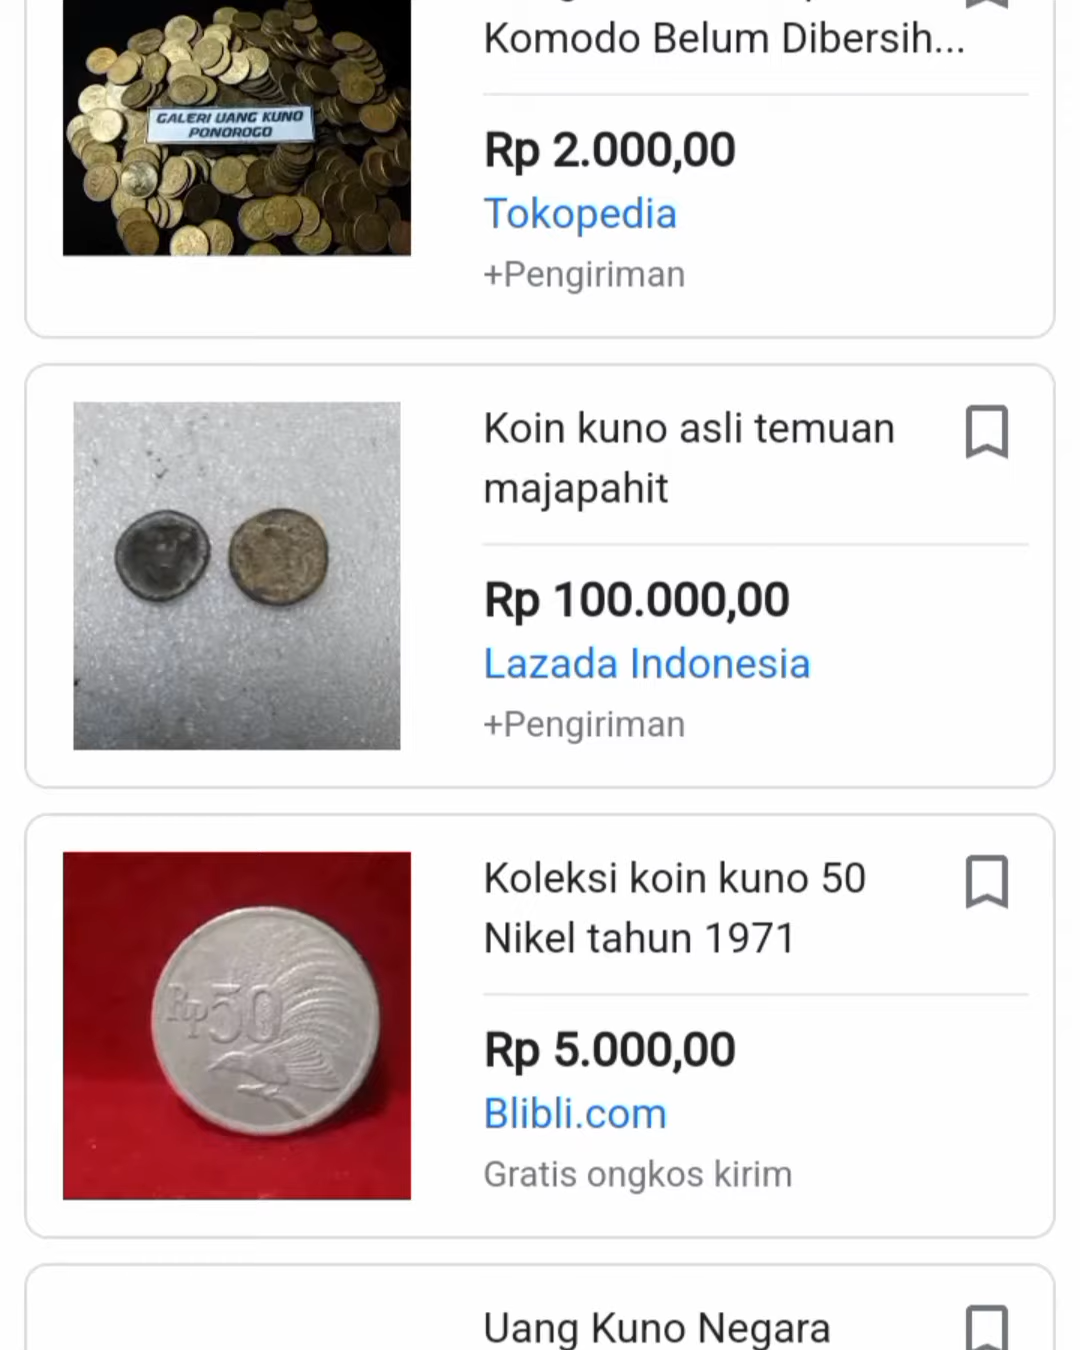 Komodo Belum Dibersih...
GALERI UANG KUNO
PONOROGO
Rp 2.000,00
Tokopedia
+Pengiriman
Koin kuno asli temuan
majapahit
Rp 100.000,00
Lazada Indonesia
+Pengiriman
Koleksi koin kuno 50
Nikel tahun 1971
Rp50
Rp 5.000,00
Blibli.com
Gratis ongkos kirim
Uang Kuno Negara